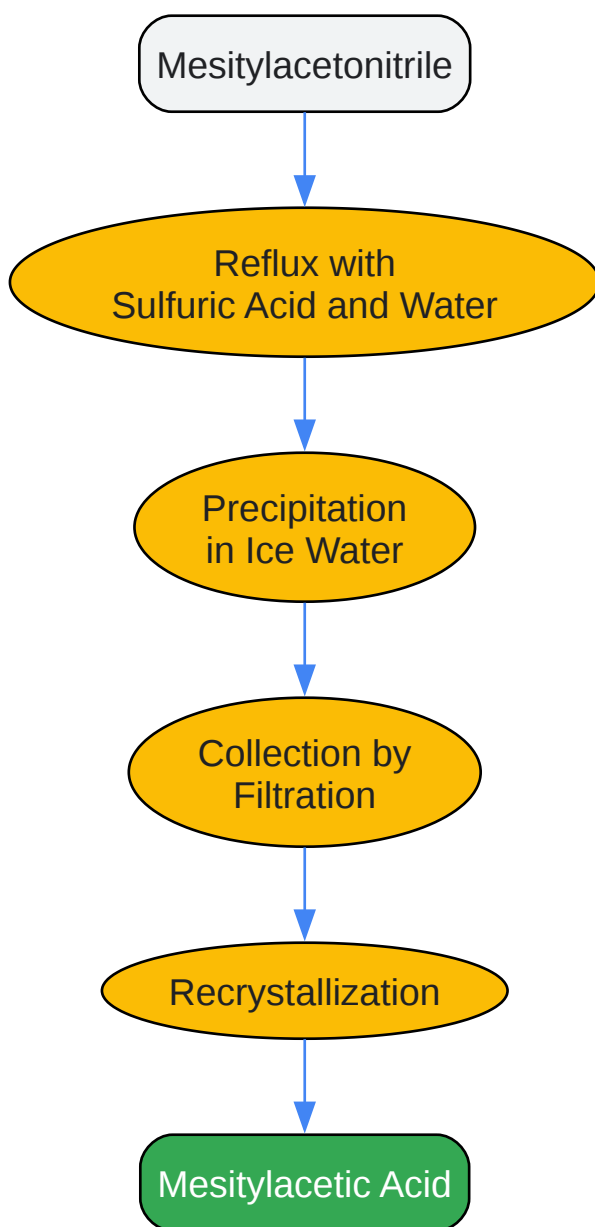 Mesitylacetonitrile
Reflux with
Sulfuric Acid and Water
Precipitation
in Ice Water
Collection by
Filtration
Recrystallization
Mesitylacetic Acid